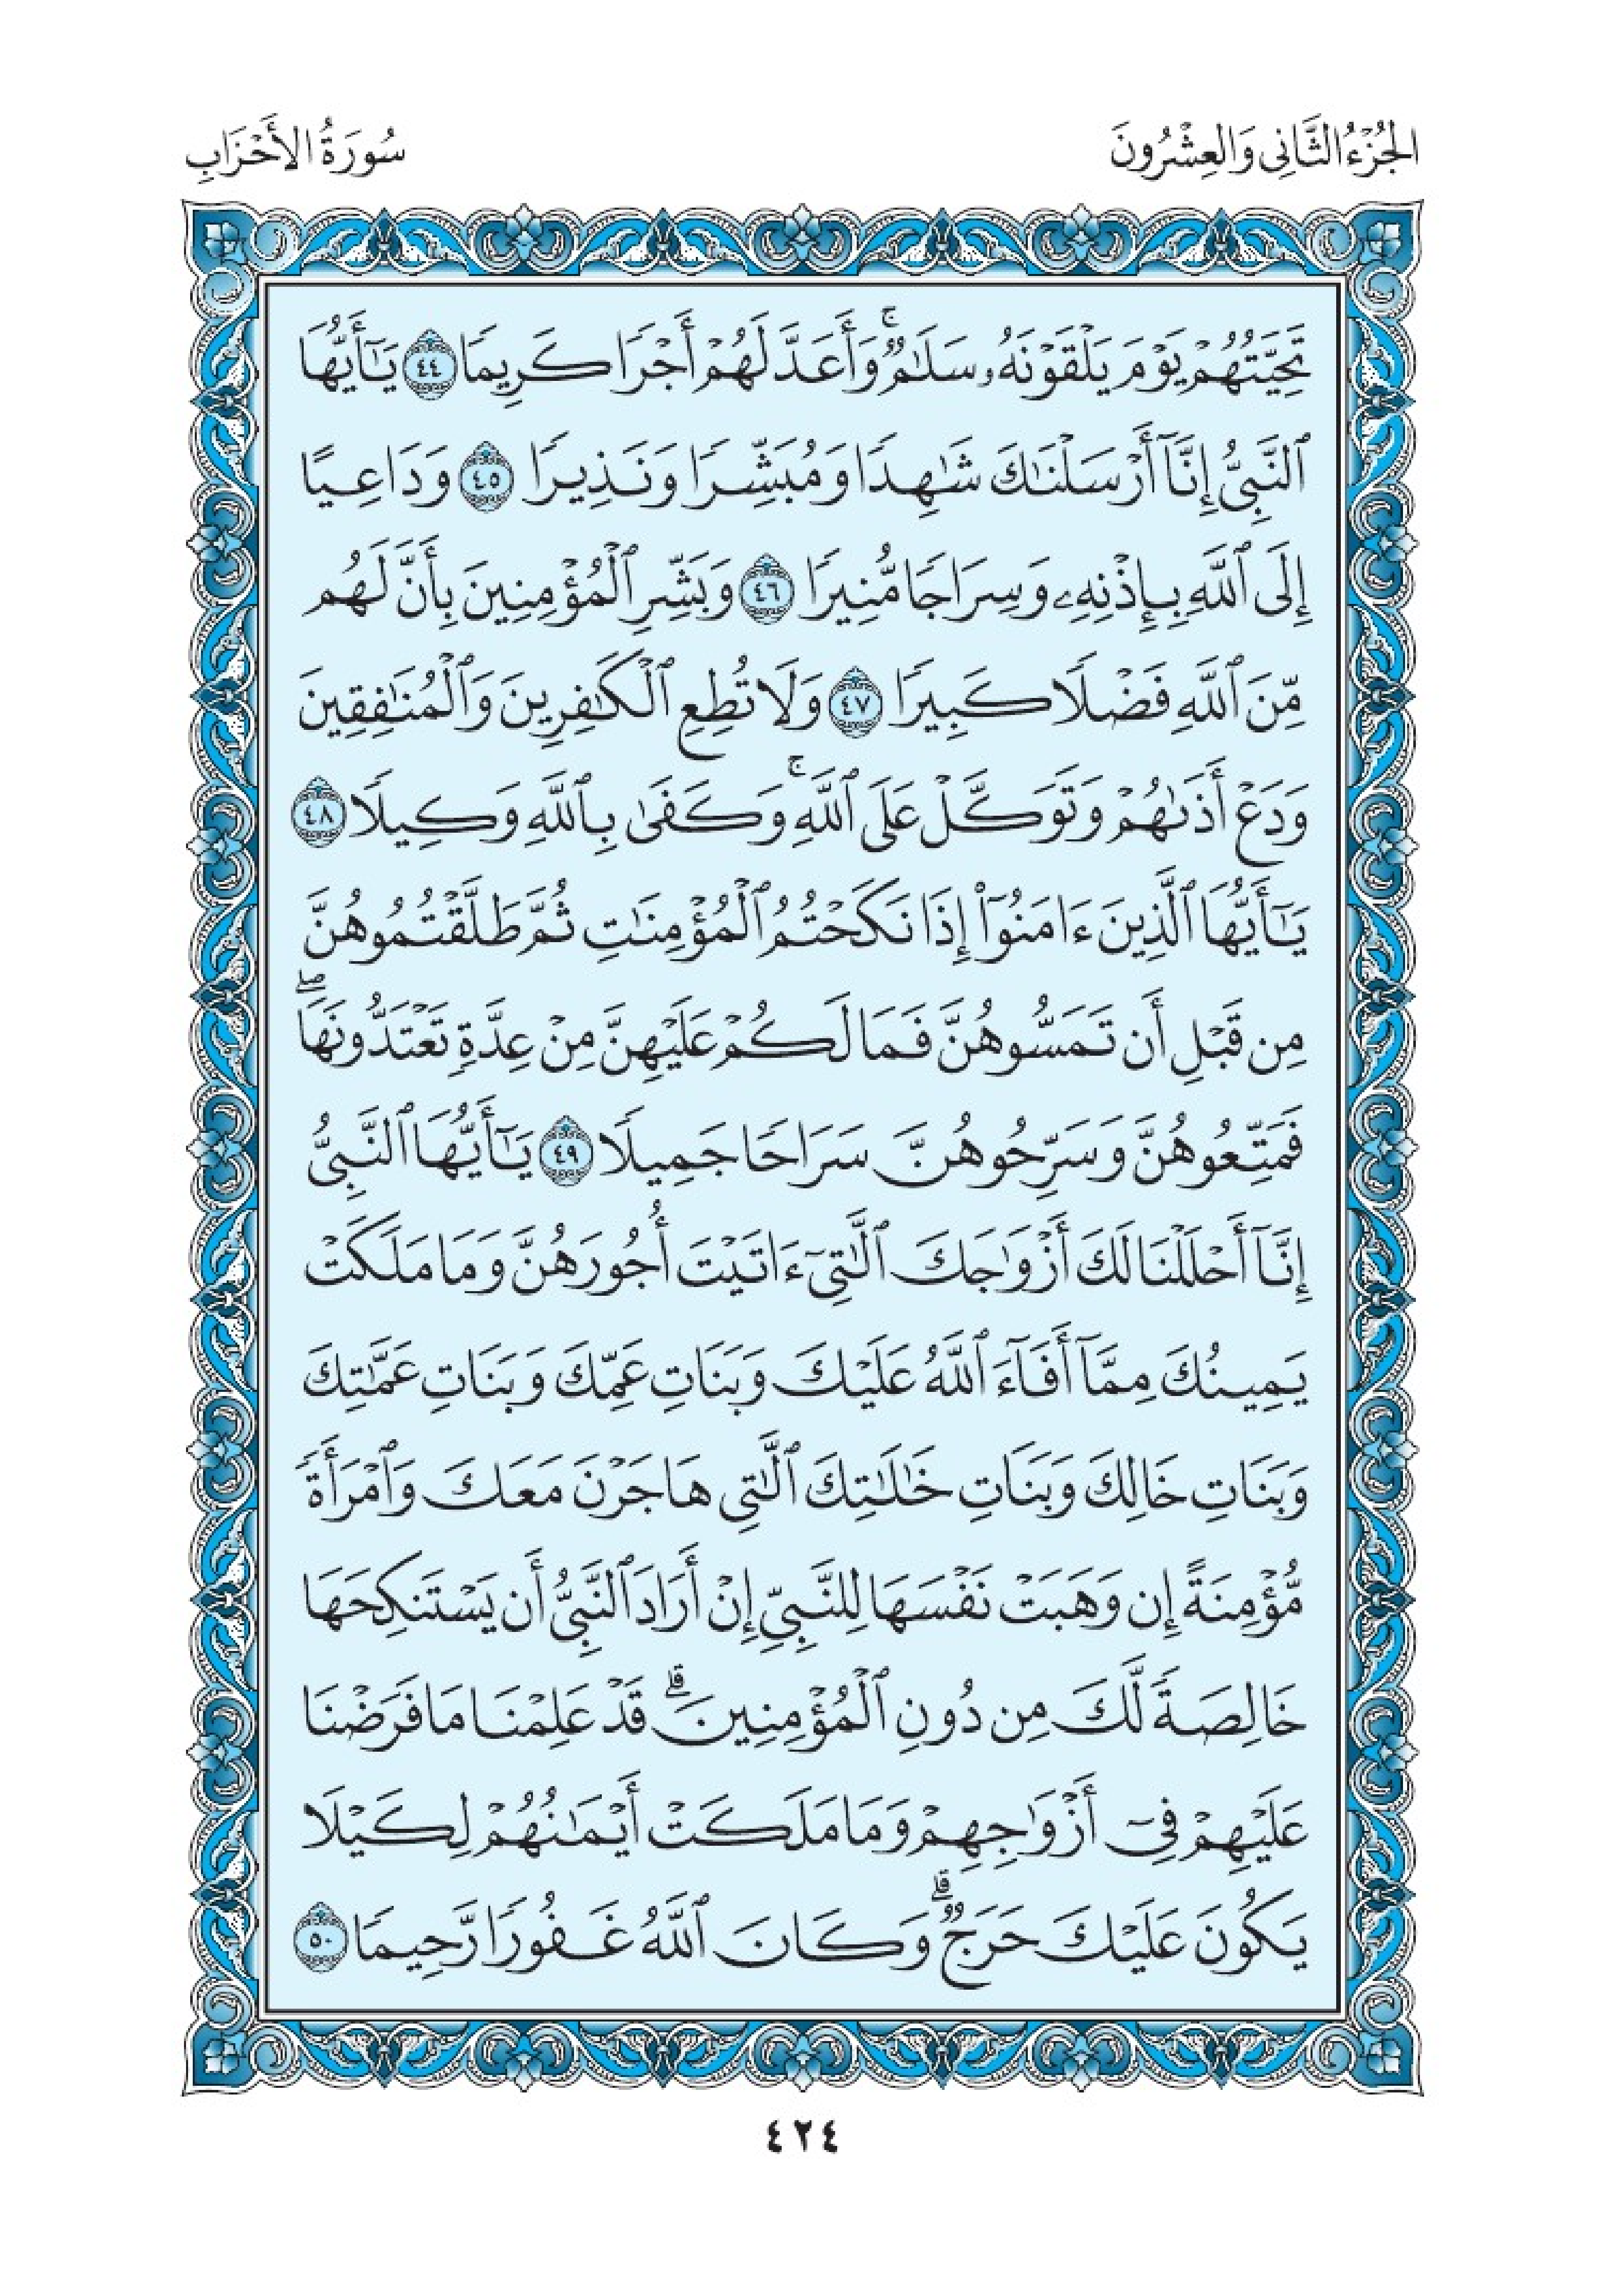 الجُزْءُ الثَّانِي وَالعِشْرُونَ
سُورَةُ الأَحْزَابِ
تَحِيَّتُهُمْ يَوْمَ يَلْقَوْنَهُۥ سَلَٰمٌۚ وَأَعَدَّ لَهُمْ أَجْرًا كَرِيمًا ٤٤ يَٰٓأَيُّهَا
ٱلنَّبِىُّ إِنَّآ أَرْسَلْنَٰكَ شَٰهِدًا وَمُبَشِّرًا وَنَذِيرًا ٤٥ وَدَاعِيًا
إِلَى ٱللَّهِ بِإِذْنِهِۦ وَسِرَاجًا مُّنِيرًا ٤٦ وَبَشِّرِ ٱلْمُؤْمِنِينَ بِأَنَّ لَهُم
مِّنَ ٱللَّهِ فَضْلًا كَبِيرًا ٤٧ وَلَا تُطِعِ ٱلْكَٰفِرِينَ وَٱلْمُنَٰفِقِينَ
وَدَعْ أَذَىٰهُمْ وَتَوَكَّلْ عَلَى ٱللَّهِۚ وَكَفَىٰ بِٱللَّهِ وَكِيلًا ٤٨
يَٰٓأَيُّهَا ٱلَّذِينَ ءَامَنُوٓا۟ إِذَا نَكَحْتُمُ ٱلْمُؤْمِنَٰتِ ثُمَّ طَلَّقْتُمُوهُنَّ
مِن قَبْلِ أَن تَمَسُّوهُنَّ فَمَا لَكُمْ عَلَيْهِنَّ مِنْ عِدَّةٍ تَعْتَدُّونَهَاۖ
فَمَتِّعُوهُنَّ وَسَرِّحُوهُنَّ سَرَاحًا جَمِيلًا ٤٩ يَٰٓأَيُّهَا ٱلنَّبِىُّ
إِنَّآ أَحْلَلْنَا لَكَ أَزْوَٰجَكَ ٱلَّٰتِىٓ ءَاتَيْتَ أُجُورَهُنَّ وَمَا مَلَكَتْ
يَمِينُكَ مِمَّآ أَفَآءَ ٱللَّهُ عَلَيْكَ وَبَنَاتِ عَمِّكَ وَبَنَاتِ عَمَّٰتِكَ
وَبَنَاتِ خَالِكَ وَبَنَاتِ خَٰلَٰتِكَ ٱلَّٰتِى هَاجَرْنَ مَعَكَ وَٱمْرَأَةً
مُّؤْمِنَةً إِن وَهَبَتْ نَفْسَهَا لِلنَّبِىِّ إِنْ أَرَادَ ٱلنَّبِىُّ أَن يَسْتَنكِحَهَا
خَالِصَةً لَّكَ مِن دُونِ ٱلْمُؤْمِنِينَۗ قَدْ عَلِمْنَا مَا فَرَضْنَا
عَلَيْهِمْ فِىٓ أَزْوَٰجِهِمْ وَمَا مَلَكَتْ أَيْمَٰنُهُمْ لِكَيْلَا
يَكُونَ عَلَيْكَ حَرَجٌۗ وَكَانَ ٱللَّهُ غَفُورًا رَّحِيمًا ٥٠
٤٢٤